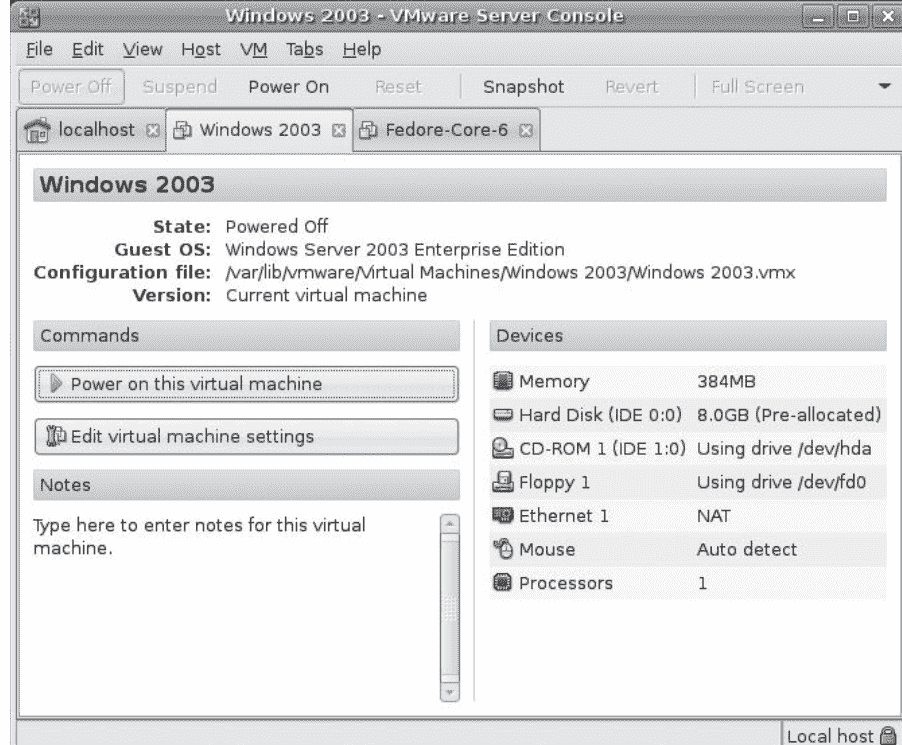 Windows 2003 - VMware Server Console
File Edit View Host VM Tabs Help
Power Off Suspend Power On Reset Snapshot Revert Full Screen
localhost Windows 2003 Fedore-Core-6
Windows 2003
State: Powered Off
Guest OS: Windows Server 2003 Enterprise Edition
Configuration file: /var/lib/vmware/Virtual Machines/Windows 2003/Windows 2003.vmx
Version: Current virtual machine
Commands
Power on this virtual machine
Edit virtual machine settings
Notes
Type here to enter notes for this virtual
machine.
Devices
Memory 384MB
Hard Disk (IDE 0:0) 8.0GB (Pre-allocated)
CD-ROM 1 (IDE 1:0) Using drive /dev/hda
Floppy 1 Using drive /dev/fd0
Ethernet 1 NAT
Mouse Auto detect
Processors 1
Local host